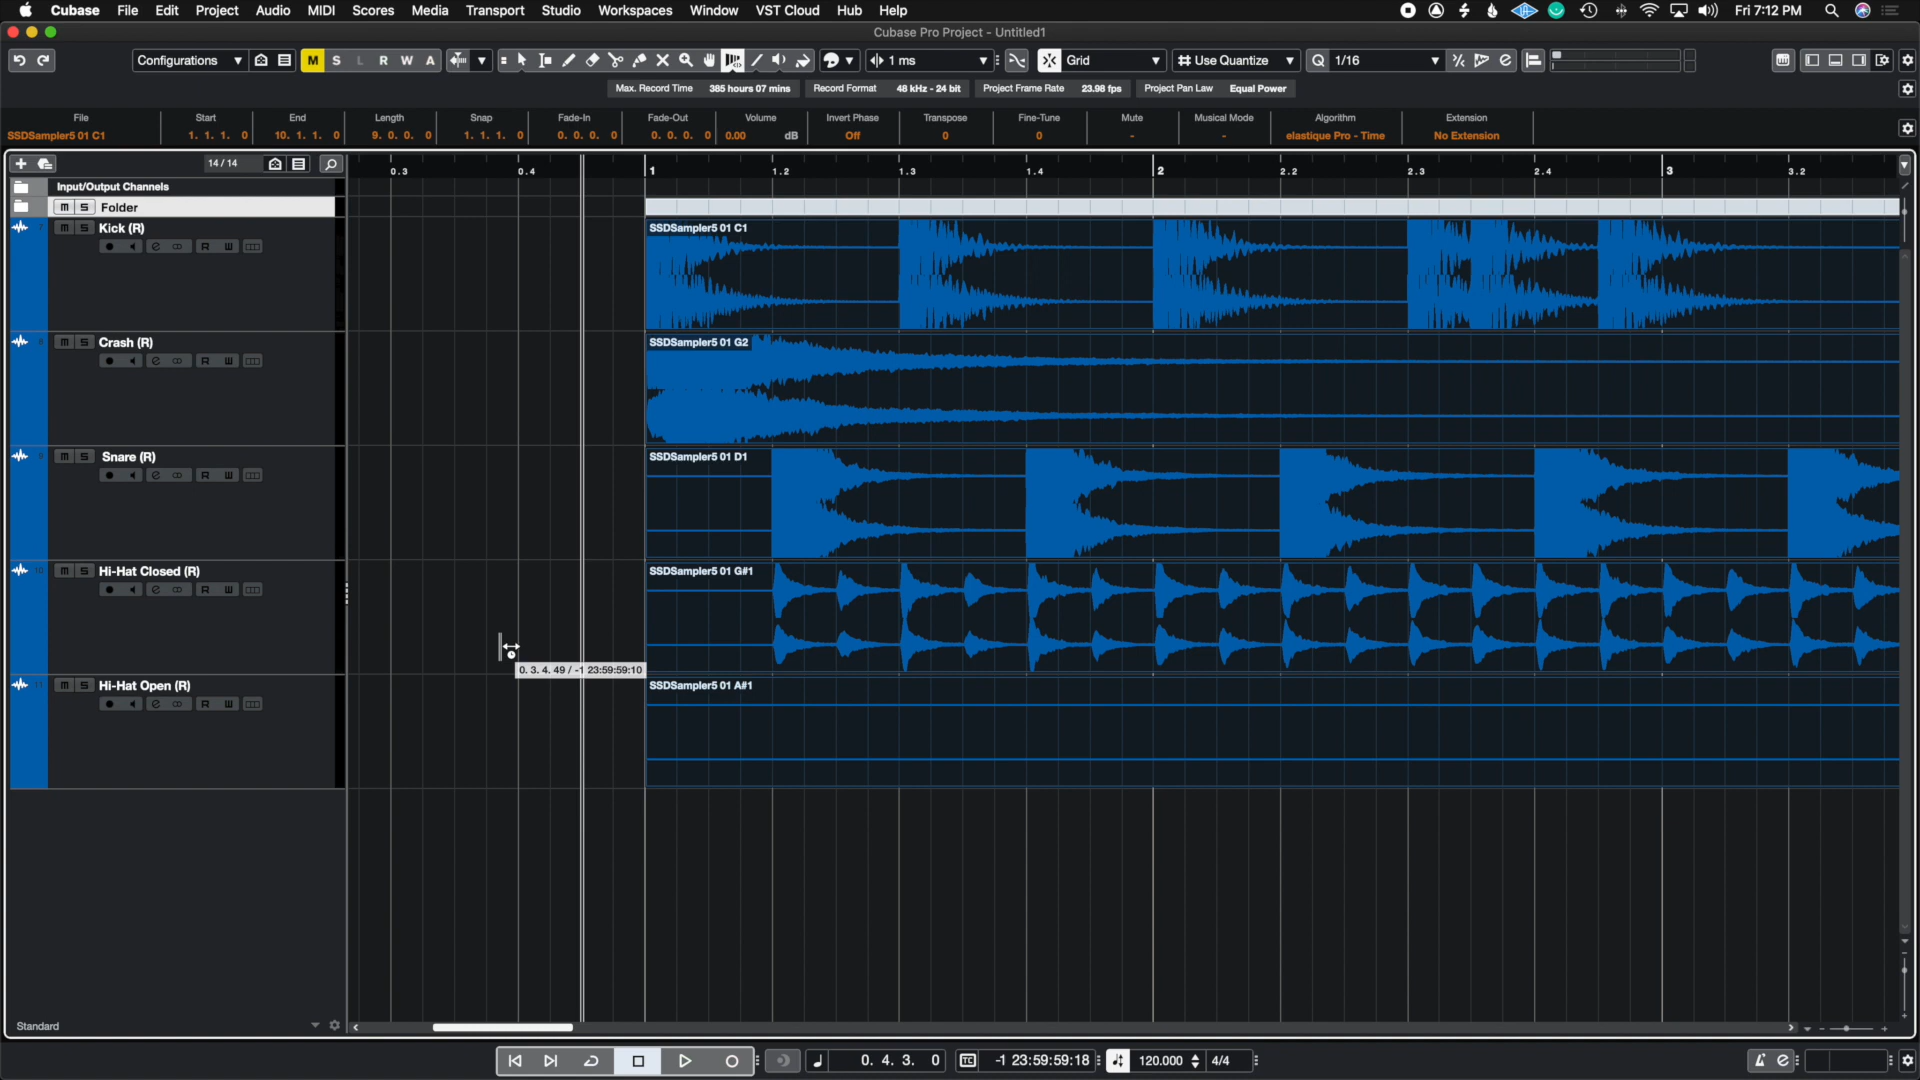 Cubase File Edit Project Audio MIDI Scores Media Transport Studio Workspaces Window VST Cloud Hub Help Fri 7:12 PM
Cubase Pro Project - Untitled1
Configurations M S L R W A 1 ms Grid Use Quantize Q 1/16
Max. Record Time 385 hours 07 mins Record Format 48 kHz - 24 bit Project Frame Rate 23.98 fps Project Pan Law Equal Power
File Start End Length Snap Fade-In Fade-Out Volume Invert Phase Transpose Fine-Tune Mute Musical Mode Algorithm Extension
SSDSampler5 01 C1 1. 1. 1. 0 10. 1. 1. 0 9. 0. 0. 0 1. 1. 1. 0 0. 0. 0. 0 0. 0. 0. 0 0.00 dB Off 0 0 - - elastique Pro - Time No Extension
14 / 14
0.3 0.4 1 1.2 1.3 1.4 2 2.2 2.3 2.4 3 3.2
Input/Output Channels
m S Folder
7 m S Kick (R) SSDSampler5 01 C1
R W
8 m S Crash (R) SSDSampler5 01 G2
R W
9 m S Snare (R) SSDSampler5 01 D1
R W
10 m S Hi-Hat Closed (R) SSDSampler5 01 G#1
R W
0. 3. 4. 49 / -1 23:59:59:10
11 m S Hi-Hat Open (R) SSDSampler5 01 A#1
R W
Standard
0. 4. 3. 0 TC -1 23:59:59:18 120.000 4/4